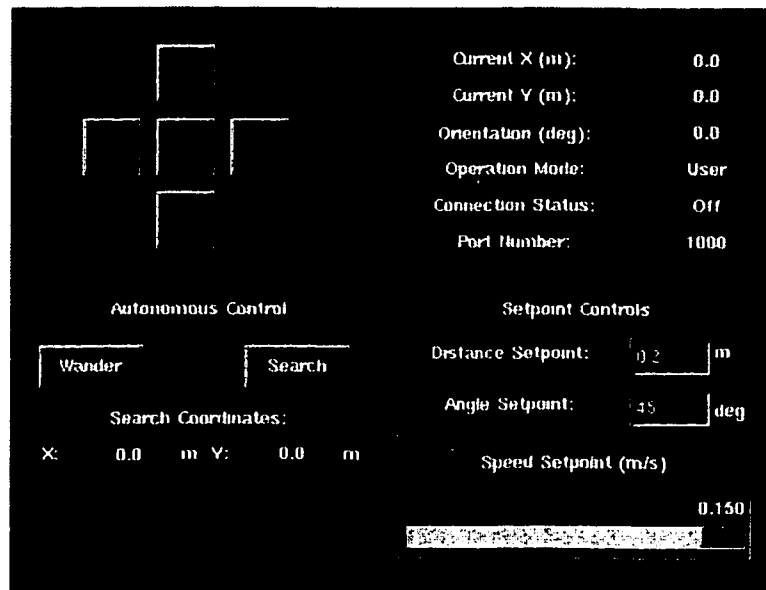 Current X (m): 0.0
Current Y (m): 0.0
Orientation (deg): 0.0
Operation Mode: User
Connection Status: Off
Port Number: 1000
Autonomous Control
Wander Search
Search Coordinates:
X: 0.0 m Y: 0.0 m
Setpoint Controls
Distance Setpoint: 0.2 m
Angle Setpoint: 45 deg
Speed Setpoint (m/s)
0.150